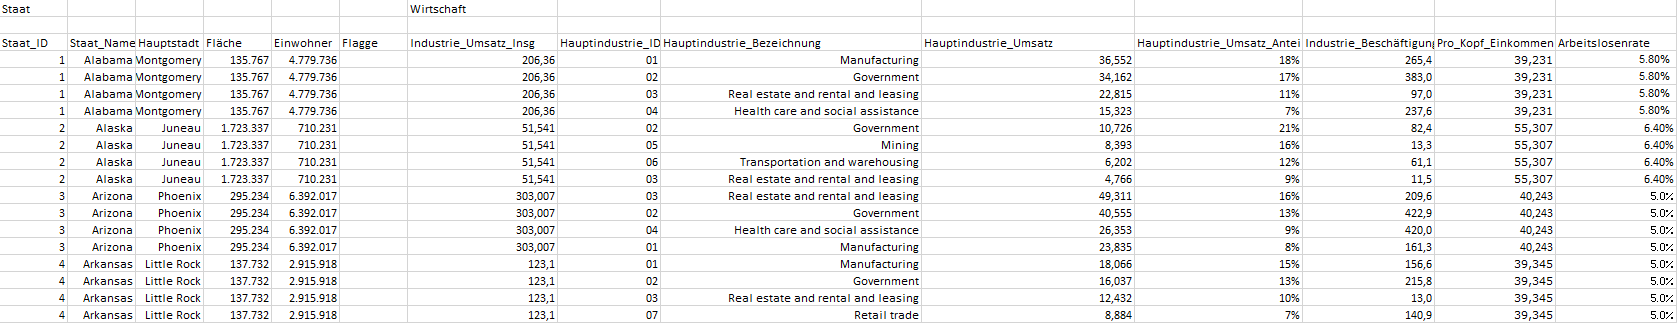 Staat Wirtschaft
Staat_ID Staat_Name Hauptstadt Fläche Einwohner Flagge Industrie_Umsatz_Insg Hauptindustrie_ID Hauptindustrie_Bezeichnung Hauptindustrie_Umsatz Hauptindustrie_Umsatz_Antei Industrie_Beschäftigung Pro_Kopf_Einkommen Arbeitslosenrate
1 Alabama Montgomery 135.767 4.779.736 206,36 01 Manufacturing 36,552 18% 265,4 39,231 5.80%
1 Alabama Montgomery 135.767 4.779.736 206,36 02 Government 34,162 17% 383,0 39,231 5.80%
1 Alabama Montgomery 135.767 4.779.736 206,36 03 Real estate and rental and leasing 22,815 11% 97,0 39,231 5.80%
1 Alabama Montgomery 135.767 4.779.736 206,36 04 Health care and social assistance 15,323 7% 237,6 39,231 5.80%
2 Alaska Juneau 1.723.337 710.231 51,541 02 Government 10,726 21% 82,4 55,307 6.40%
2 Alaska Juneau 1.723.337 710.231 51,541 05 Mining 8,393 16% 13,3 55,307 6.40%
2 Alaska Juneau 1.723.337 710.231 51,541 06 Transportation and warehousing 6,202 12% 61,1 55,307 6.40%
2 Alaska Juneau 1.723.337 710.231 51,541 03 Real estate and rental and leasing 4,766 9% 11,5 55,307 6.40%
3 Arizona Phoenix 295.234 6.392.017 303,007 03 Real estate and rental and leasing 49,311 16% 209,6 40,243 5.0%
3 Arizona Phoenix 295.234 6.392.017 303,007 02 Government 40,555 13% 422,9 40,243 5.0%
3 Arizona Phoenix 295.234 6.392.017 303,007 04 Health care and social assistance 26,353 9% 420,0 40,243 5.0%
3 Arizona Phoenix 295.234 6.392.017 303,007 01 Manufacturing 23,835 8% 161,3 40,243 5.0%
4 Arkansas Little Rock 137.732 2.915.918 123,1 01 Manufacturing 18,066 15% 156,6 39,345 5.0%
4 Arkansas Little Rock 137.732 2.915.918 123,1 02 Government 16,037 13% 215,8 39,345 5.0%
4 Arkansas Little Rock 137.732 2.915.918 123,1 03 Real estate and rental and leasing 12,432 10% 13,0 39,345 5.0%
4 Arkansas Little Rock 137.732 2.915.918 123,1 07 Retail trade 8,884 7% 140,9 39,345 5.0%